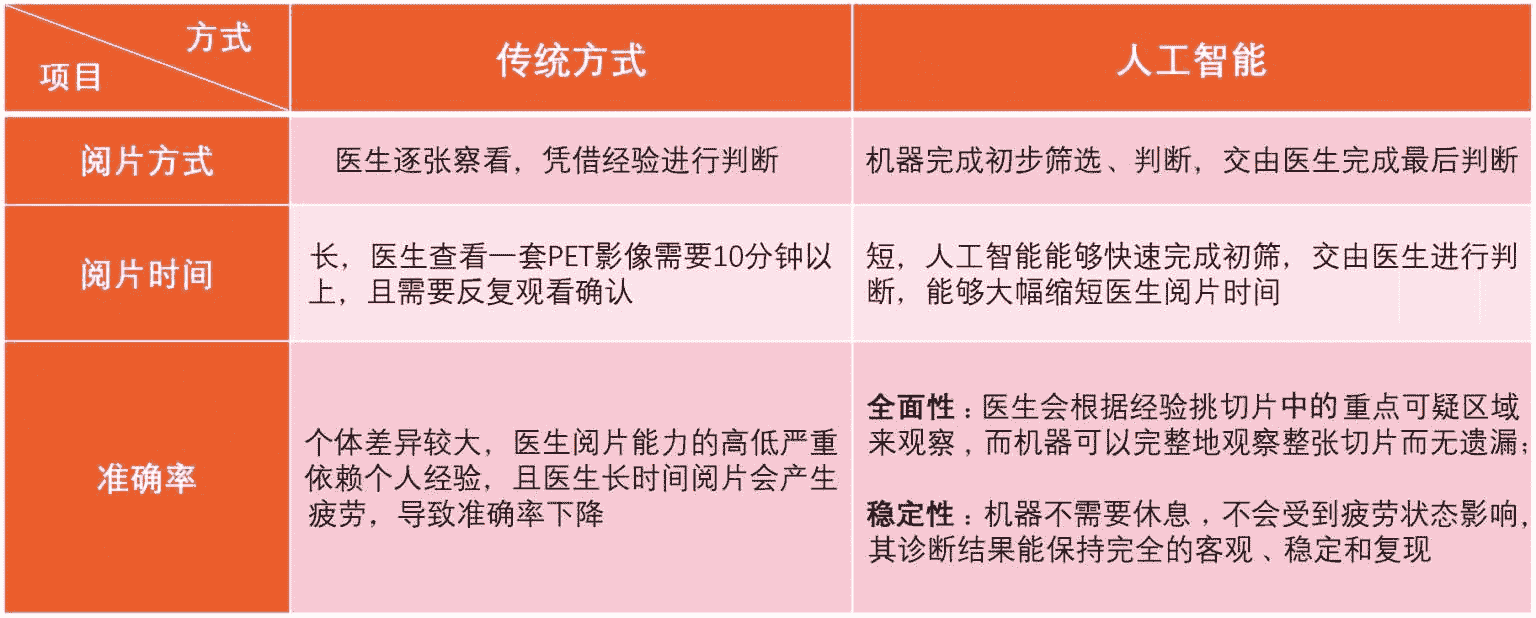 方式
项目
传统方式
人工智能
阅片方式
医生逐张察看，凭借经验进行判断
机器完成初步筛选、判断，交由医生完成最后判断
阅片时间
长，医生查看一套PET影像需要10分钟以
上，且需要反复观看确认
短，人工智能能够快速完成初筛，交由医生进行判
断，能够大幅缩短医生阅片时间
准确率
个体差异较大，医生阅片能力的高低严重
依赖个人经验，且医生长时间阅片会产生
疲劳，导致准确率下降
全面性：医生会根据经验挑切片中的重点可疑区域
来观察，而机器可以完整地观察整张切片而无遗漏；
稳定性：机器不需要休息，不会受到疲劳状态影响，
其诊断结果能保持完全的客观、稳定和复现